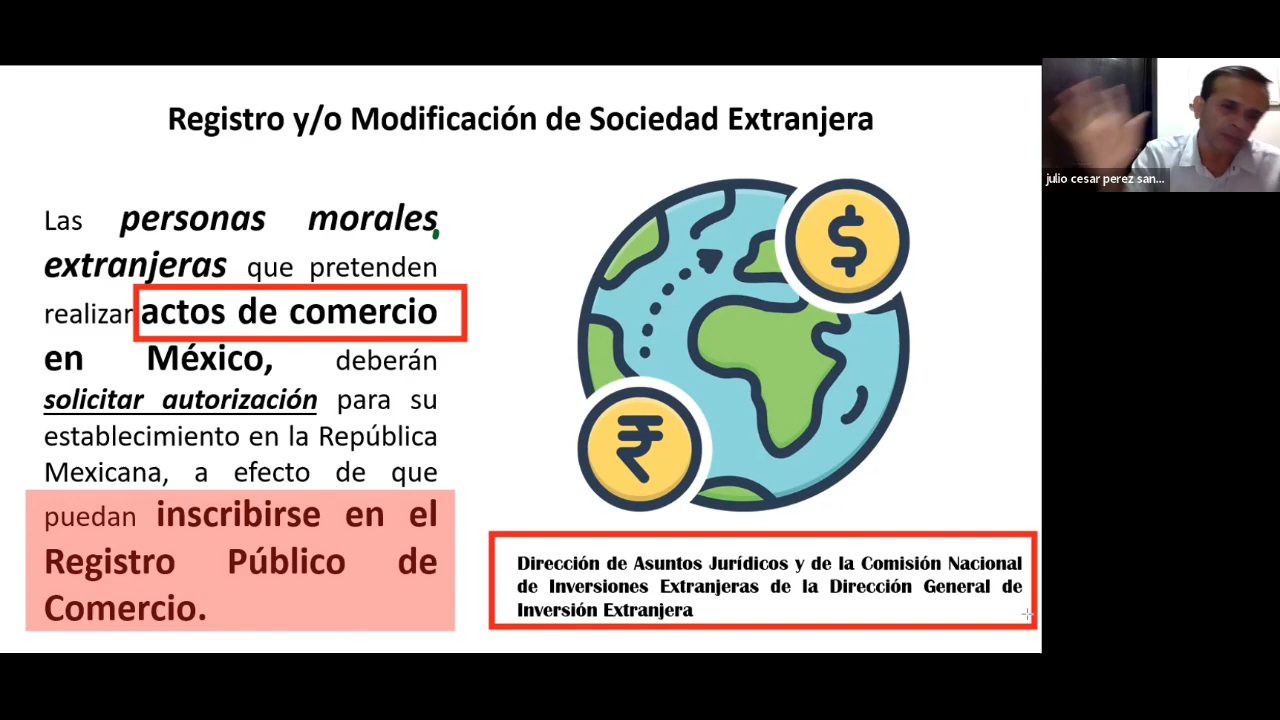 Registro y/o Modificación de Sociedad Extranjera
Las personas morales
extranjeras que pretenden
realizar actos de comercio
en México, deberán
solicitar autorización para su
establecimiento en la República
Mexicana, a efecto de que
puedan inscribirse en el
Registro Público de
Comercio.
$
₹
Dirección de Asuntos Jurídicos y de la Comisión Nacional
de Inversiones Extranjeras de la Dirección General de
Inversión Extranjera
julio cesar perez san...